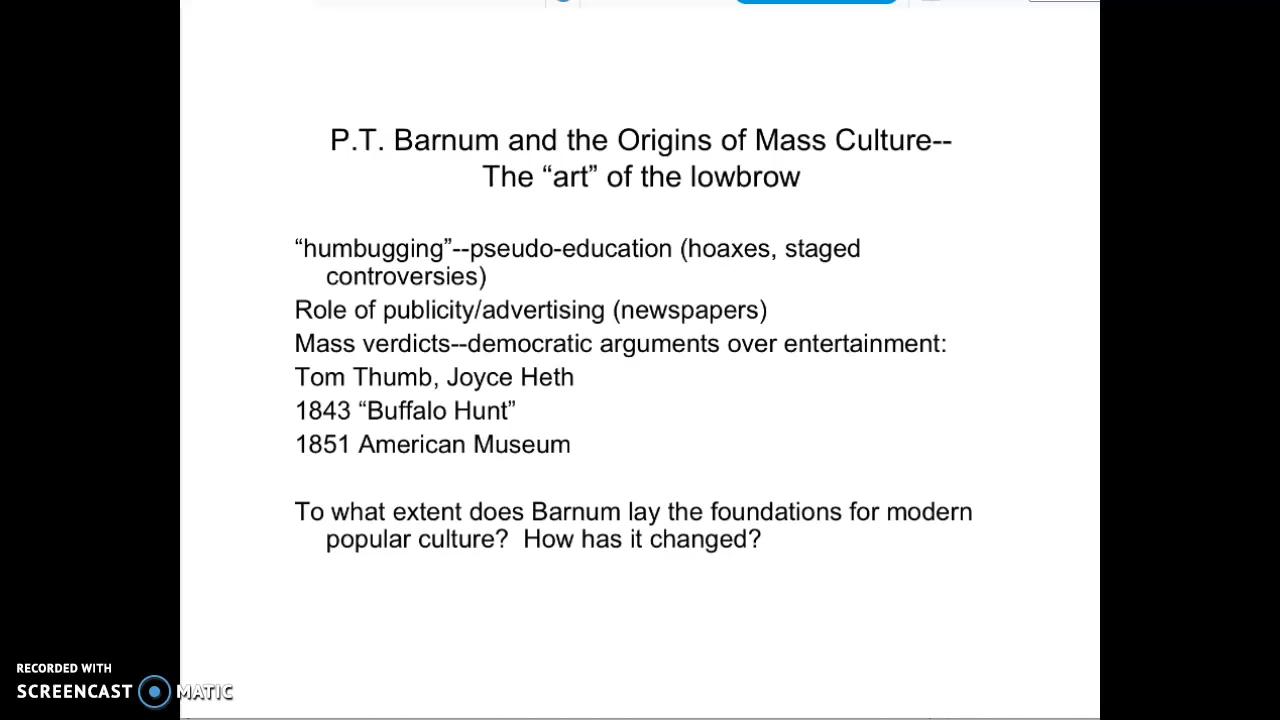 P.T. Barnum and the Origins of Mass Culture--
The “art” of the lowbrow
“humbugging”--pseudo-education (hoaxes, staged
controversies)
Role of publicity/advertising (newspapers)
Mass verdicts--democratic arguments over entertainment:
Tom Thumb, Joyce Heth
1843 “Buffalo Hunt”
1851 American Museum
To what extent does Barnum lay the foundations for modern
popular culture?  How has it changed?
RECORDED WITH
SCREENCAST MATIC